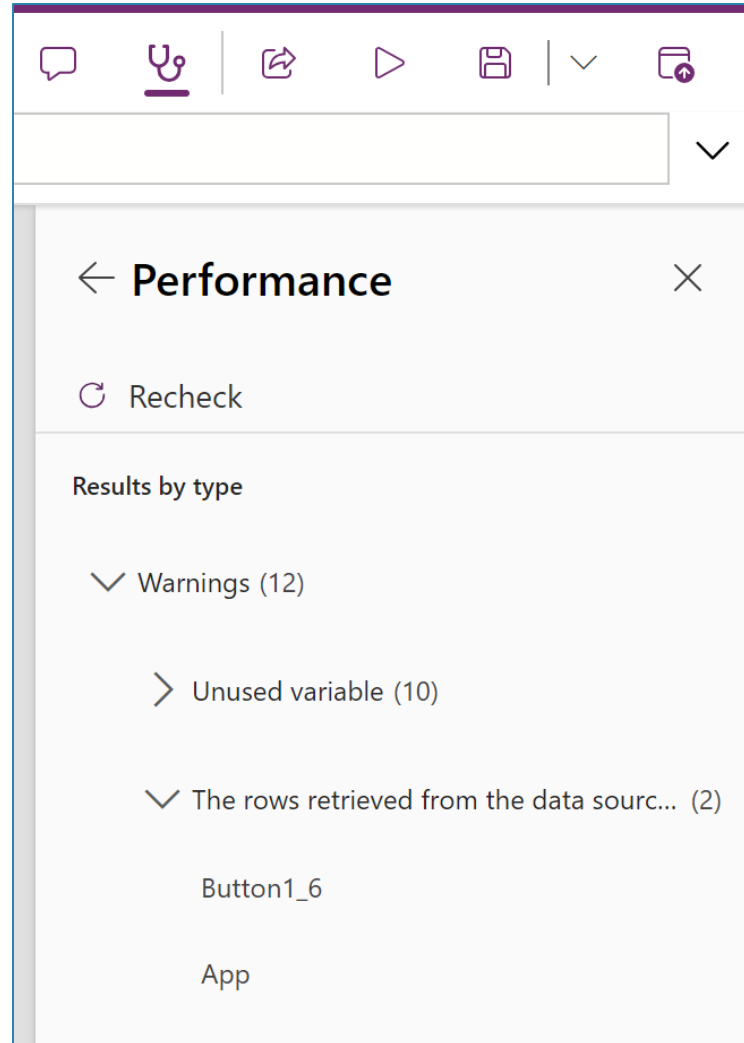 Performance
Recheck
Results by type
Warnings (12)
Unused variable (10)
The rows retrieved from the data sourc... (2)
Button1_6
App